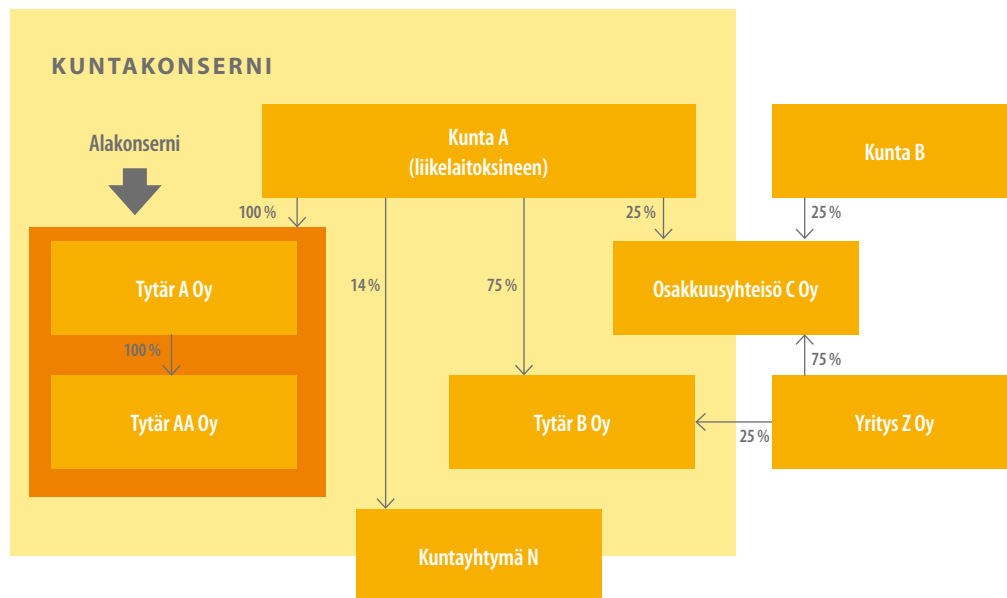 KUNTAKONSERNI
Alakonserni
Kunta A
(liikelaitoksineen)
Kunta B
100 %
25 %
25 %
Tytär A Oy
14 %
75 %
Osakkuusyhteisö C Oy
100 %
75 %
Tytär AA Oy
Tytär B Oy
25 %
Yritys Z Oy
Kuntayhtymä N